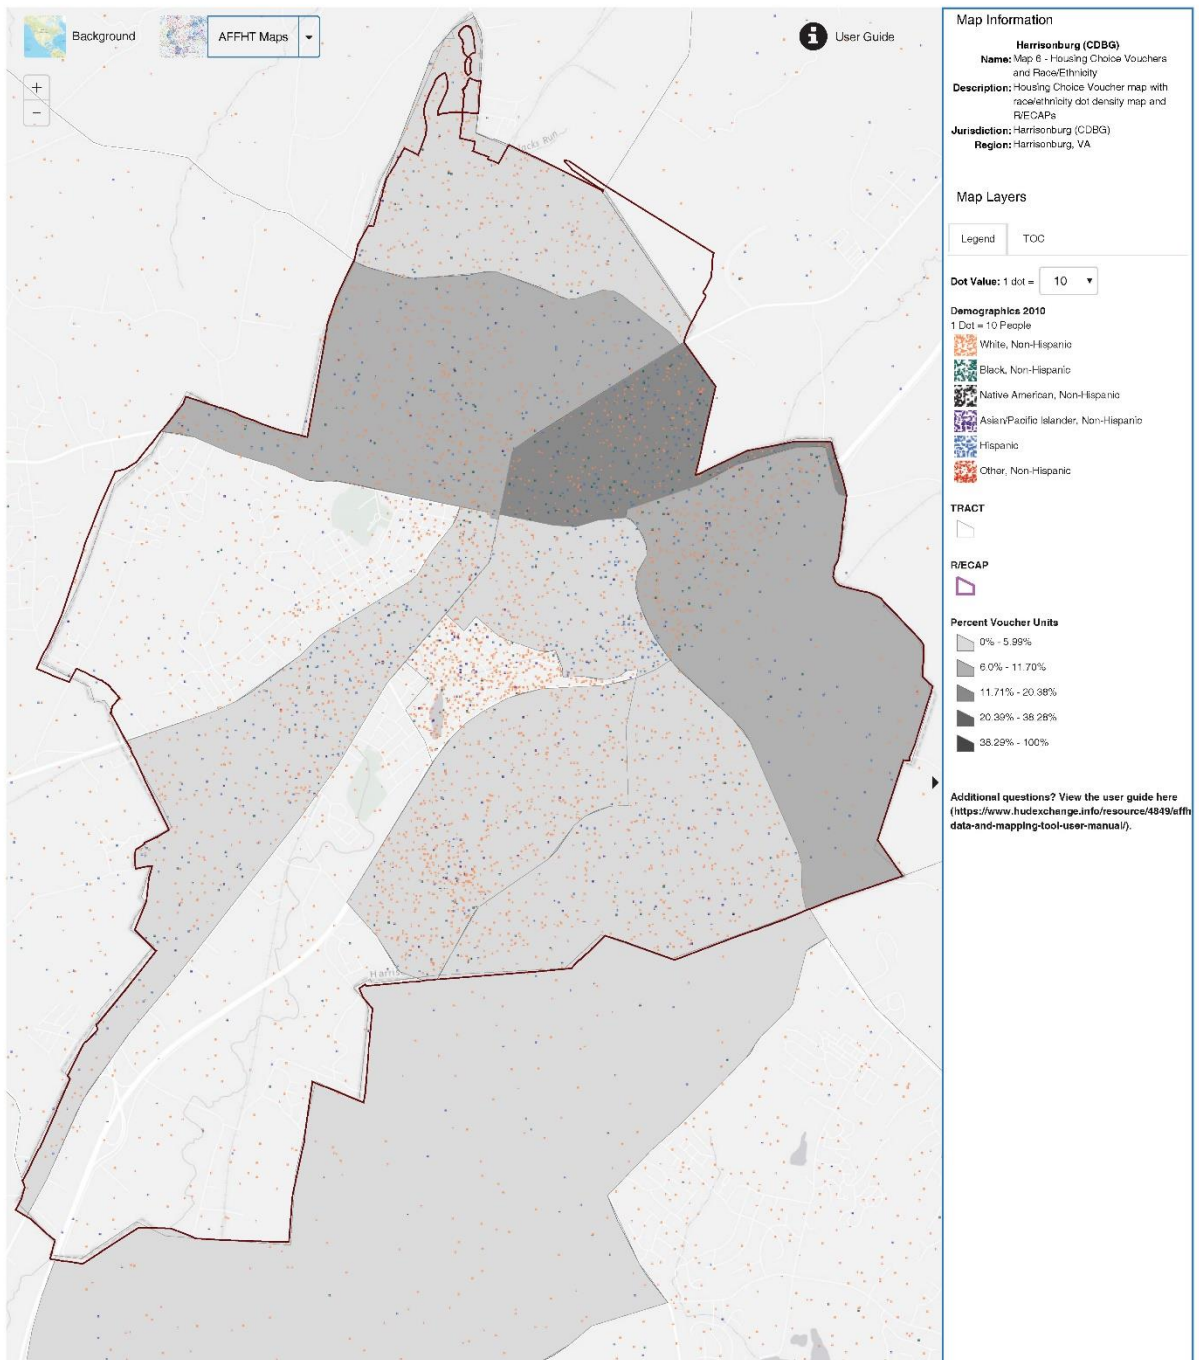 Background
AFFHT Maps
User Guide
+
−
Map Information
Harrisonburg (CDBG)
Name: Map 6 - Housing Choice Vouchers
and Race/Ethnicity
Description: Housing Choice Voucher map with
race/ethnicity dot density map and
R/ECAPs
Jurisdiction: Harrisonburg (CDBG)
Region: Harrisonburg, VA
Map Layers
Legend TOC
Dot Value: 1 dot = 10
Demographics 2010
1 Dot = 10 People
White, Non-Hispanic
Black, Non-Hispanic
Native American, Non-Hispanic
Asian/Pacific Islander, Non-Hispanic
Hispanic
Other, Non-Hispanic
TRACT
R/ECAP
Percent Voucher Units
0% - 5.99%
6.0% - 11.70%
11.71% - 20.38%
20.39% - 38.28%
38.29% - 100%
Additional questions? View the user guide here
(https://www.hudexchange.info/resource/4849/affh
data-and-mapping-tool-user-manual/).
Run
Harris